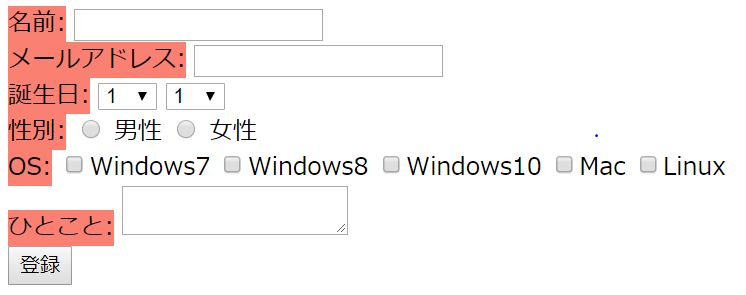 名前:
メールアドレス:
誕生日: 1 1
性別: 男性 女性
OS: Windows7 Windows8 Windows10 Mac Linux
ひとこと:
登録